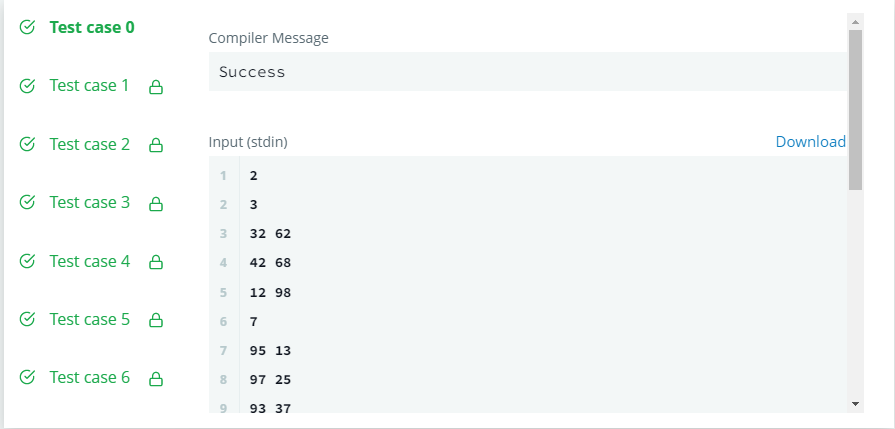 Test case 0
Test case 1
Test case 2
Test case 3
Test case 4
Test case 5
Test case 6
Compiler Message
Success
Input (stdin)
Download
1 2
2 3
3 32 62
4 42 68
5 12 98
6 7
7 95 13
8 97 25
9 93 37